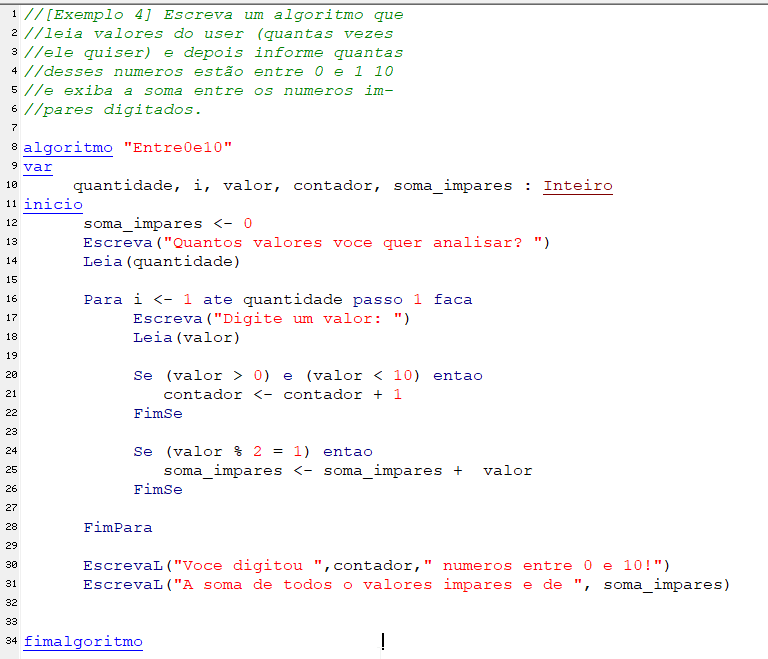 1 //[Exemplo 4] Escreva um algoritmo que
2 //leia valores do user (quantas vezes
3 //ele quiser) e depois informe quantas
4 //desses numeros estão entre 0 e 1 10
5 //e exiba a soma entre os numeros im-
6 //pares digitados.
7
8 algoritmo "Entre0e10"
9 var
10 quantidade, i, valor, contador, soma_impares : Inteiro
11 inicio
12 soma_impares <- 0
13 Escreva("Quantos valores voce quer analisar? ")
14 Leia(quantidade)
15
16 Para i <- 1 ate quantidade passo 1 faca
17 Escreva("Digite um valor: ")
18 Leia(valor)
19
20 Se (valor > 0) e (valor < 10) entao
21 contador <- contador + 1
22 FimSe
23
24 Se (valor % 2 = 1) entao
25 soma_impares <- soma_impares +  valor
26 FimSe
27
28 FimPara
29
30 EscrevaL("Voce digitou ",contador," numeros entre 0 e 10!")
31 EscrevaL("A soma de todos o valores impares e de ", soma_impares)
32
33
34 fimalgoritmo